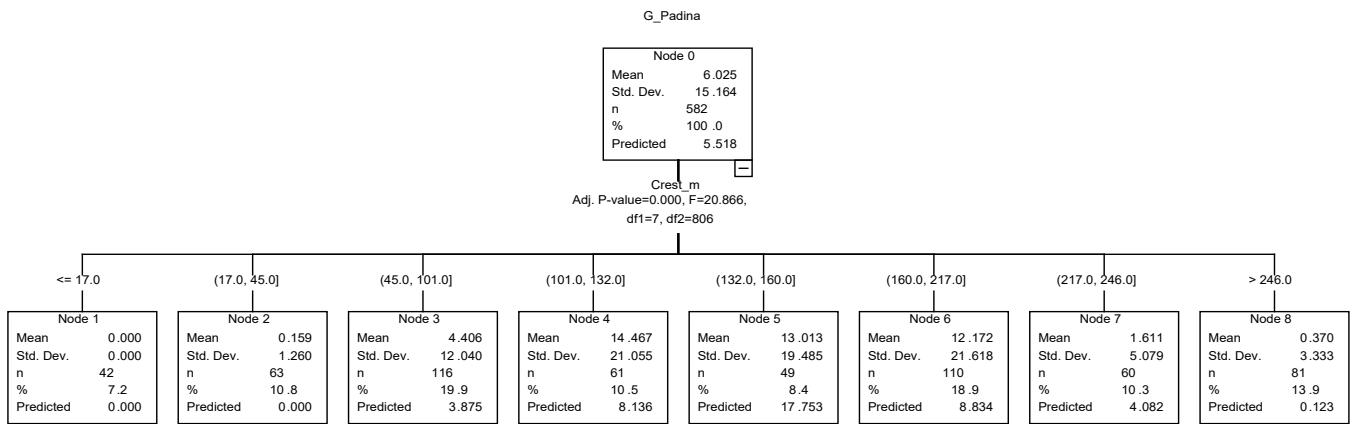 G_Padina
Node 0
Mean 6.025
Std. Dev. 15 .164
n 582
% 100 .0
Predicted 5.518
Crest_m
Adj. P-value=0.000, F=20.866,
df1=7, df2=806
<= 17.0 (17.0, 45.0] (45.0, 101.0] (101.0, 132.0] (132.0, 160.0] (160.0, 217.0] (217.0, 246.0] > 246.0
Node 1
Mean 0.000
Std. Dev. 0.000
n 42
% 7.2
Predicted 0.000
Node 2
Mean 0.159
Std. Dev. 1.260
n 63
% 10 .8
Predicted 0.000
Node 3
Mean 4.406
Std. Dev. 12 .040
n 116
% 19 .9
Predicted 3.875
Node 4
Mean 14 .467
Std. Dev. 21 .055
n 61
% 10 .5
Predicted 8.136
Node 5
Mean 13 .013
Std. Dev. 19 .485
n 49
% 8.4
Predicted 17 .753
Node 6
Mean 12 .172
Std. Dev. 21 .618
n 110
% 18 .9
Predicted 8.834
Node 7
Mean 1.611
Std. Dev. 5.079
n 60
% 10 .3
Predicted 4.082
Node 8
Mean 0.370
Std. Dev. 3.333
n 81
% 13 .9
Predicted 0.123